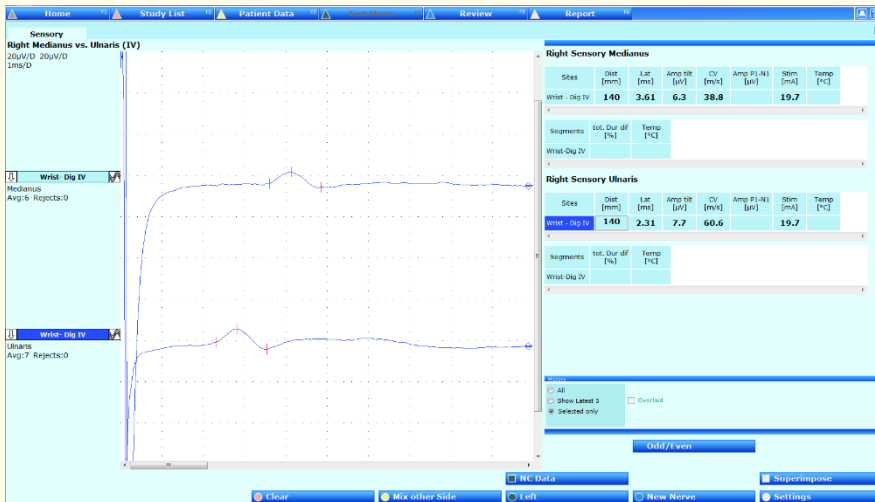 Home F1 Study List F2 Patient Data F3 Review F5 Report F6
Sensory
Right Medianus vs. Ulnaris (IV)
20µV/D 20µV/D
1ms/D
Wrist- Dig IV
Medianus
Avg:6 Rejects:0
Wrist- Dig IV
Ulnaris
Avg:7 Rejects:0
Right Sensory Medianus
Sites Dist [mm] Lat [ms] Amp tilt [µV] CV [m/s] Amp P1-N1 [µV] Stim [mA] Temp [°C]
Wrist - Dig IV 140 3.61 6.3 38.8 19.7
Segments tot. Dur dif [%] Temp [°C]
Wrist-Dig IV
Right Sensory Ulnaris
Sites Dist [mm] Lat [ms] Amp tilt [µV] CV [m/s] Amp P1-N1 [µV] Stim [mA] Temp [°C]
Wrist - Dig IV 140 2.31 7.7 60.6 19.7
Segments tot. Dur dif [%] Temp [°C]
Wrist-Dig IV
All
Show Latest 5
Selected only
Overlaid
Odd/Even
NC Data
Superimpose
Clear
Mix other Side
Left
New Nerve
Settings